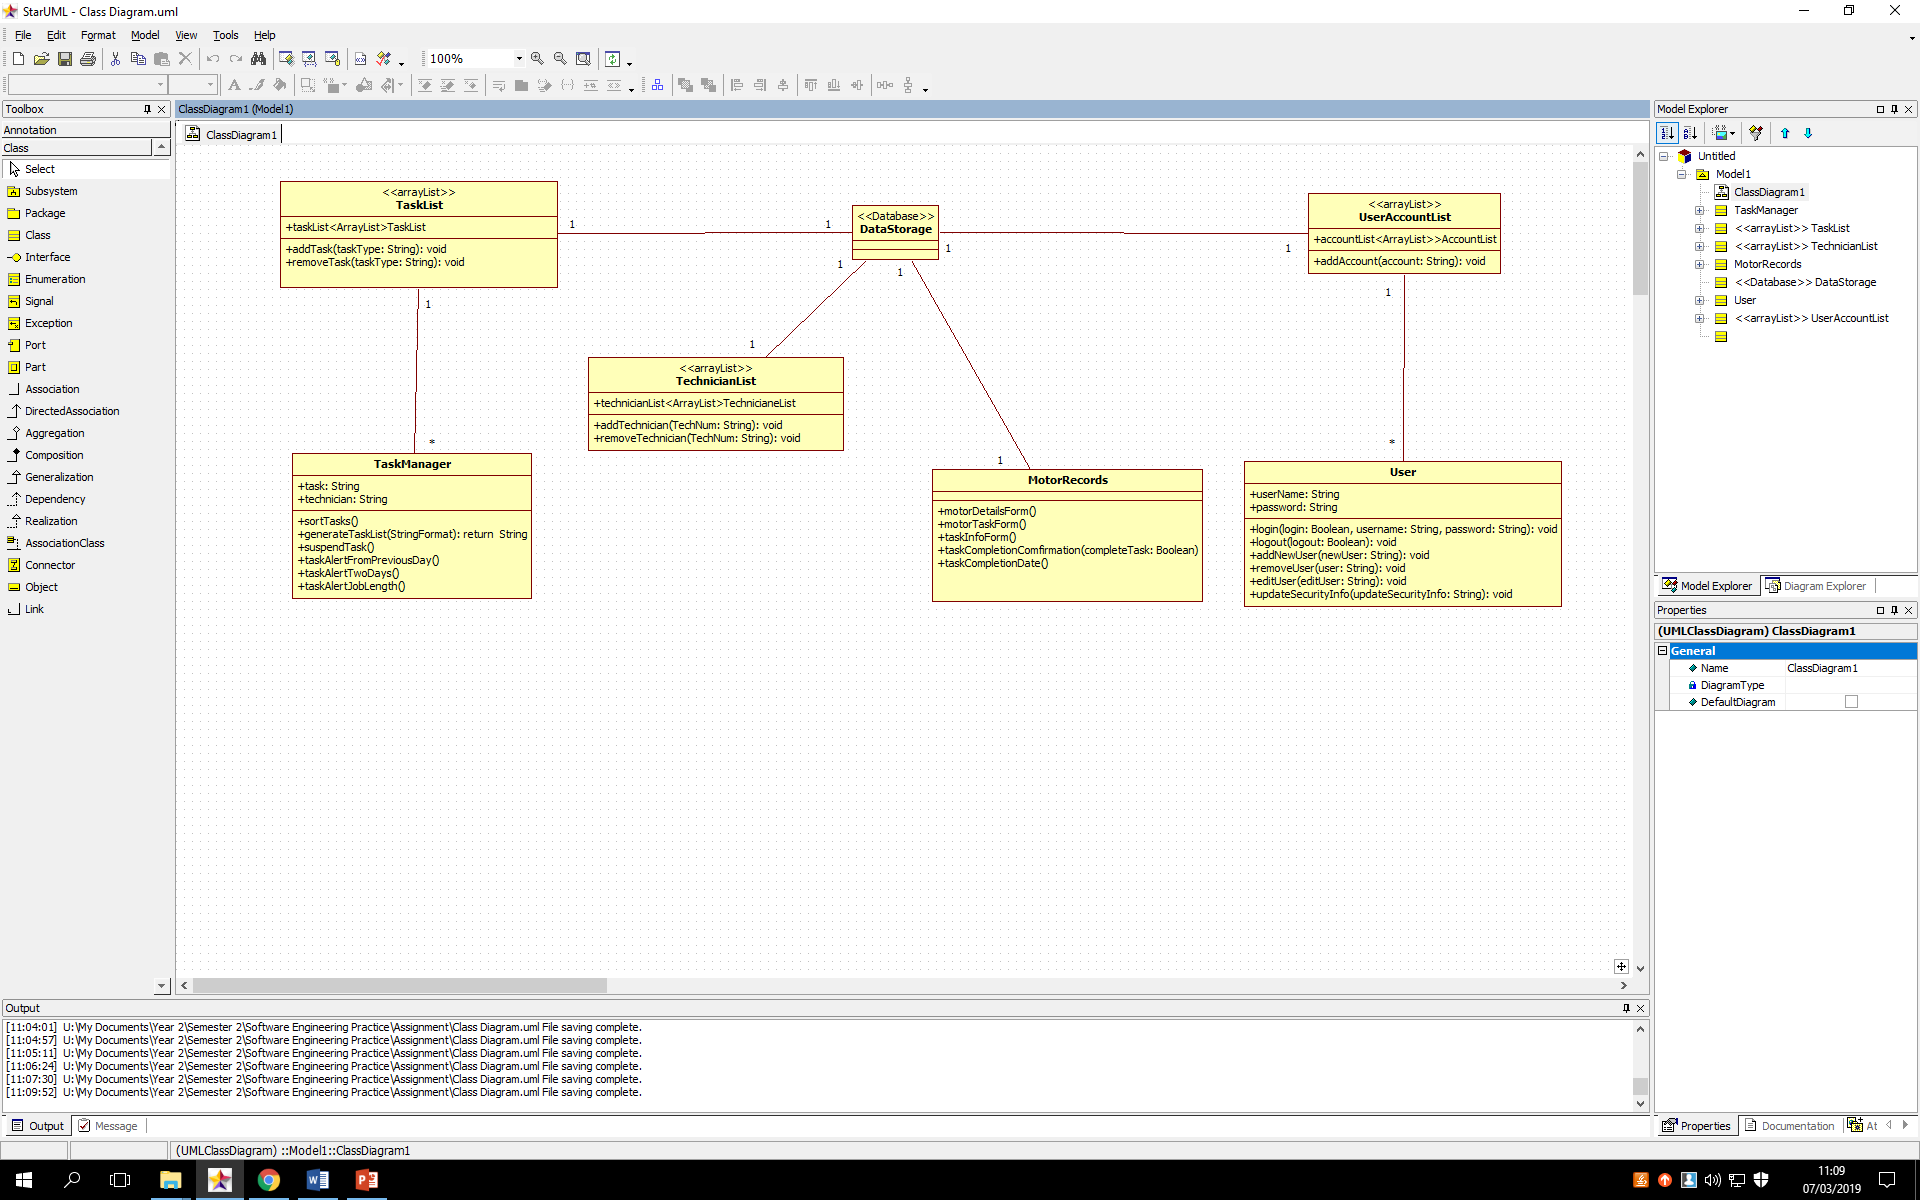 StarUML - Class Diagram.uml
File Edit Format Model View Tools Help
100%
Toolbox
Annotation
Class
Select
Subsystem
Package
Class
Interface
Enumeration
Signal
Exception
Port
Part
Association
DirectedAssociation
Aggregation
Composition
Generalization
Dependency
Realization
AssociationClass
Connector
Object
Link
ClassDiagram1 (Model1)
ClassDiagram1
<<arrayList>>
TaskList
+taskList<ArrayList>TaskList
+addTask(taskType: String): void
+removeTask(taskType: String): void
1
1
<<Database>>
DataStorage
1
1
<<arrayList>>
UserAccountList
+accountList<ArrayList>>AccountList
+addAccount(account: String): void
1
1
1
1
1
<<arrayList>>
TechnicianList
+technicianList<ArrayList>TechnicianeList
+addTechnician(TechNum: String): void
+removeTechnician(TechNum: String): void
*
TaskManager
+task: String
+technician: String
+sortTasks()
+generateTaskList(StringFormat): return String
+suspendTask()
+taskAlertFromPreviousDay()
+taskAlertTwoDays()
+taskAlertJobLength()
1
MotorRecords
+motorDetailsForm()
+motorTaskForm()
+taskInfoForm()
+taskCompletionComfirmation(completeTask: Boolean)
+taskCompletionDate()
*
User
+userName: String
+password: String
+login(login: Boolean, username: String, password: String): void
+logout(logout: Boolean): void
+addNewUser(newUser: String): void
+removeUser(user: String): void
+editUser(editUser: String): void
+updateSecurityInfo(updateSecurityInfo: String): void
Model Explorer
Untitled
Model1
ClassDiagram1
TaskManager
<<arrayList>> TaskList
<<arrayList>> TechnicianList
MotorRecords
<<Database>> DataStorage
User
<<arrayList>> UserAccountList
Model Explorer Diagram Explorer
Properties
(UMLClassDiagram) ClassDiagram1
General
Name ClassDiagram1
DiagramType
DefaultDiagram
Output
[11:04:01] U:\My Documents\Year 2\Semester 2\Software Engineering Practice\Assignment\Class Diagram.uml File saving complete.
[11:04:57] U:\My Documents\Year 2\Semester 2\Software Engineering Practice\Assignment\Class Diagram.uml File saving complete.
[11:05:11] U:\My Documents\Year 2\Semester 2\Software Engineering Practice\Assignment\Class Diagram.uml File saving complete.
[11:06:24] U:\My Documents\Year 2\Semester 2\Software Engineering Practice\Assignment\Class Diagram.uml File saving complete.
[11:07:30] U:\My Documents\Year 2\Semester 2\Software Engineering Practice\Assignment\Class Diagram.uml File saving complete.
[11:09:52] U:\My Documents\Year 2\Semester 2\Software Engineering Practice\Assignment\Class Diagram.uml File saving complete.
Output Message
Properties Documentation At
(UMLClassDiagram) ::Model1::ClassDiagram1
11:09
07/03/2019